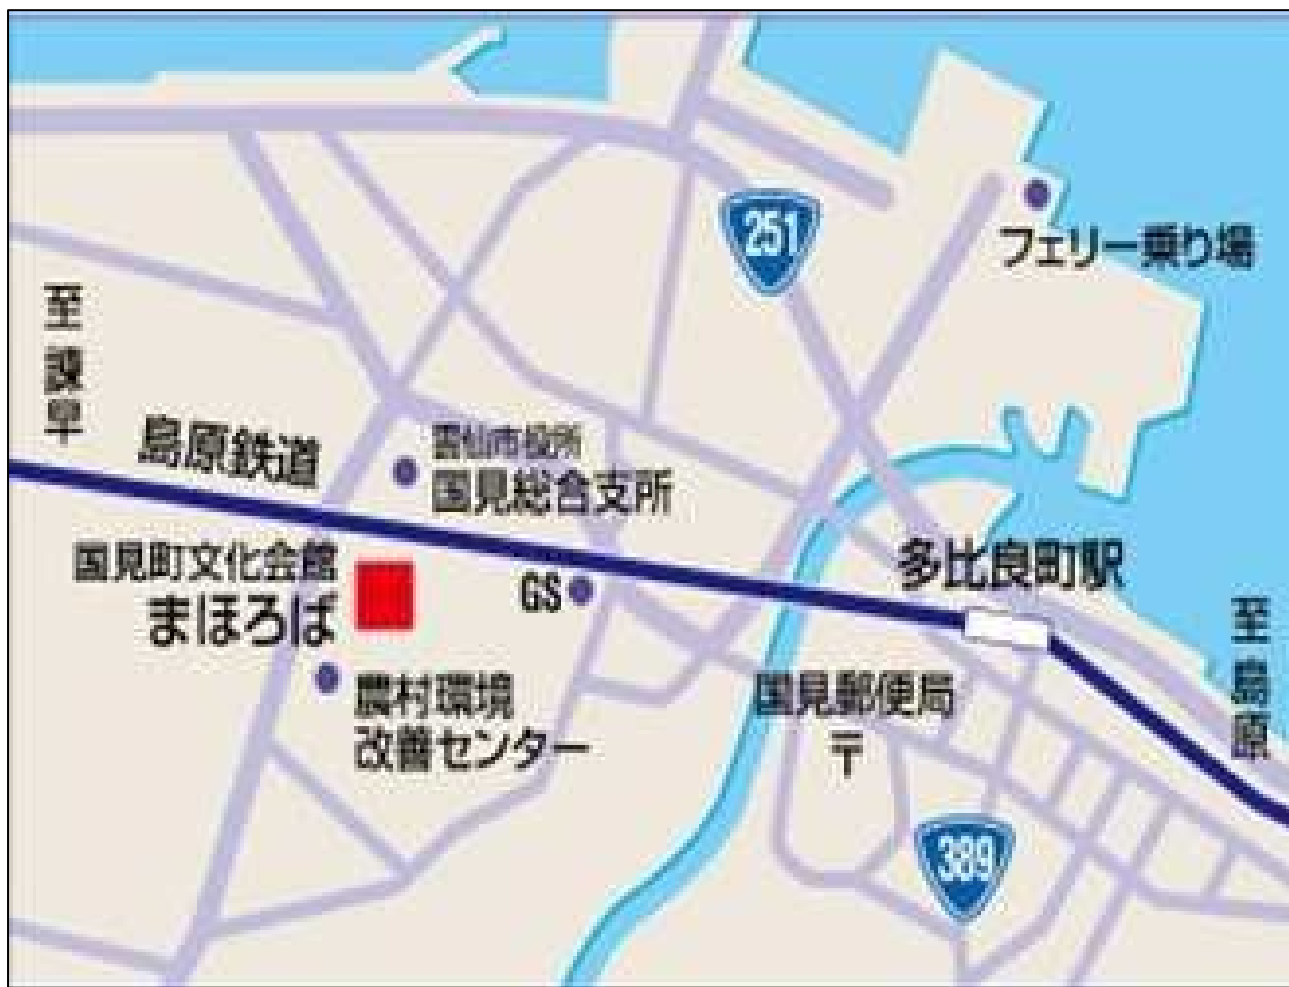 251
フェリー乗り場
至諫早
島原鉄道
雲仙市役所
国見総合支所
国見町文化会館
まほろば
GS
多比良町駅
至島原
農村環境
改善センター
国見郵便局
〒
389